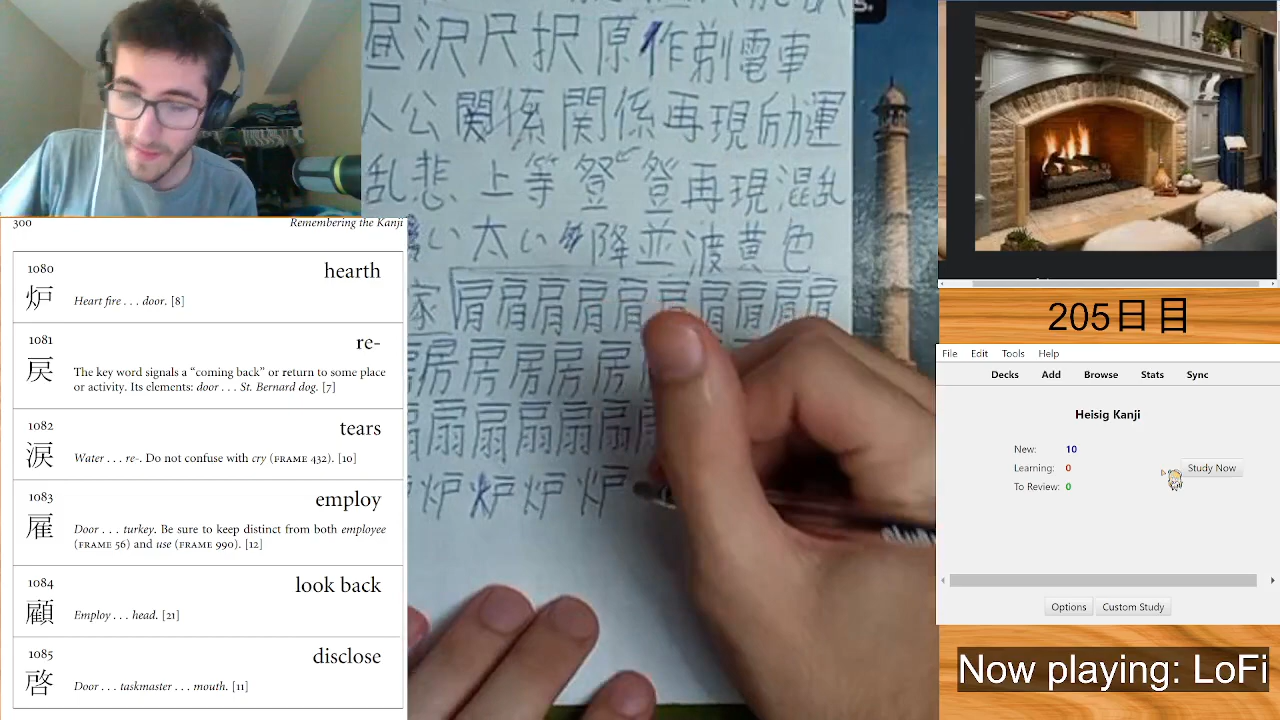 300 Remembering the Kanji
1080 hearth
炉 Heart fire . . . door. [8]
1081 re-
戻 The key word signals a “coming back” or return to some place
or activity. Its elements: door . . . St. Bernard dog. [7]
1082 tears
涙 Water . . . re-. Do not confuse with cry (FRAME 432). [10]
1083 employ
雇 Door . . . turkey. Be sure to keep distinct from both employee
(FRAME 56) and use (FRAME 990). [12]
1084 look back
顧 Employ . . . head. [21]
1085 disclose
啓 Door . . . taskmaster . . . mouth. [11]
昼沢尺択原作剃電車
人公関係関係再現励運
乱悲上等登登再現混乱
い太い降並波黄色
家肩肩肩肩肩肩肩肩肩肩
房房房房房房
扇扇扇扇扇
炉炉炉炉
s.
205日目
File Edit Tools Help
Decks Add Browse Stats Sync
Heisig Kanji
New: 10
Learning: 0
To Review: 0
Study Now
Options Custom Study
Now playing: LoFi